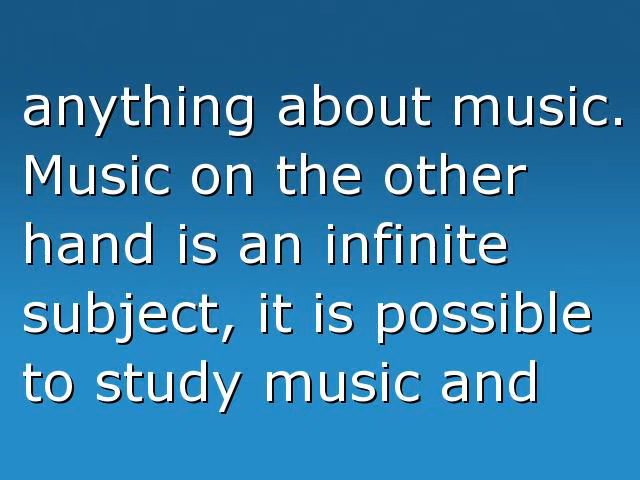 anything about music.
Music on the other
hand is an infinite
subject, it is possible
to study music and